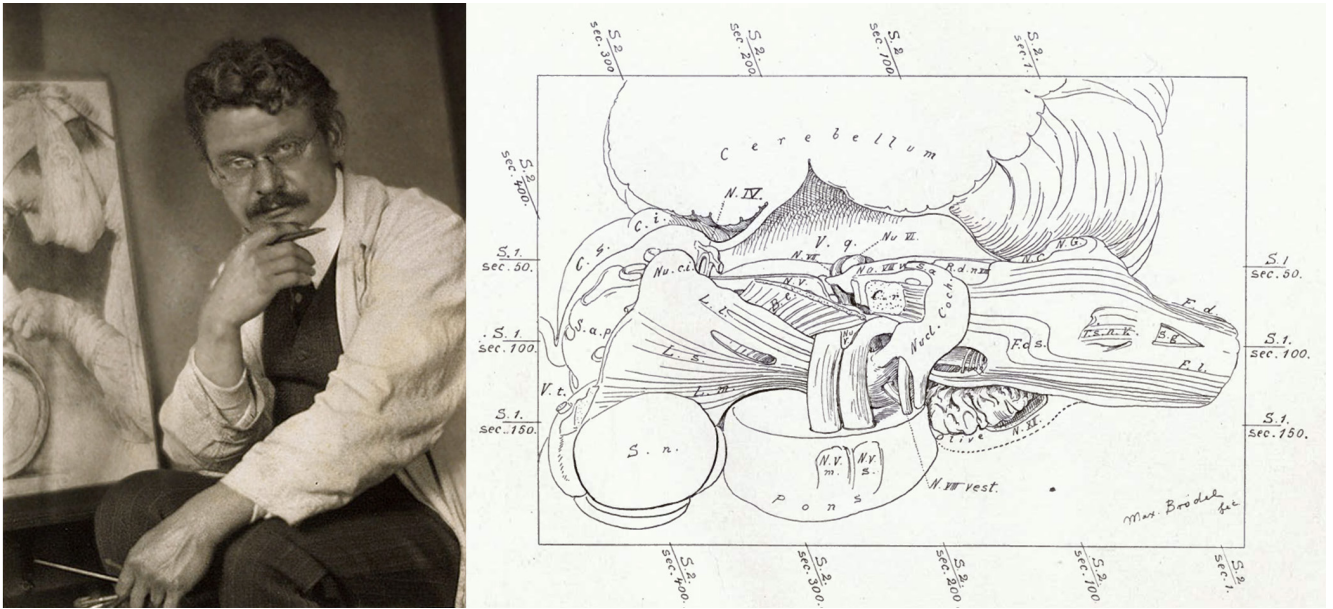 S.2. sec. 300
S.2. sec. 200.
S.2. sec. 100.
S.2. sec. 1.
S.2. sec. 400.
Cerebellum
N. IV.
C. i.
C. g.
V. q.
Nu VI.
N. VII
N. G.
N. C.
S. 1. sec. 50.
S. 1 sec. 50.
Nu. c. i.
N. V.
B. C.
R. d. n VIII
C. r.
Nucl. Coch.
L. l.
F. d.
S. a. p.
S. 1. sec. 100.
S. 1. sec. 100.
L. s.
F. o s.
T. s. n. V.
B. B
F. l.
V. t.
L. m.
S. 1. sec. 150.
S. 1. sec. 150.
Olive
N. XII.
S. n.
N. V. m.
N. V. s.
Pons
N. VIII vest.
Max. Brödel fec
S.2. sec. 400.
S.2. sec. 300.
S.2. sec. 200.
S.2. sec. 100.
S.2 sec. 1.